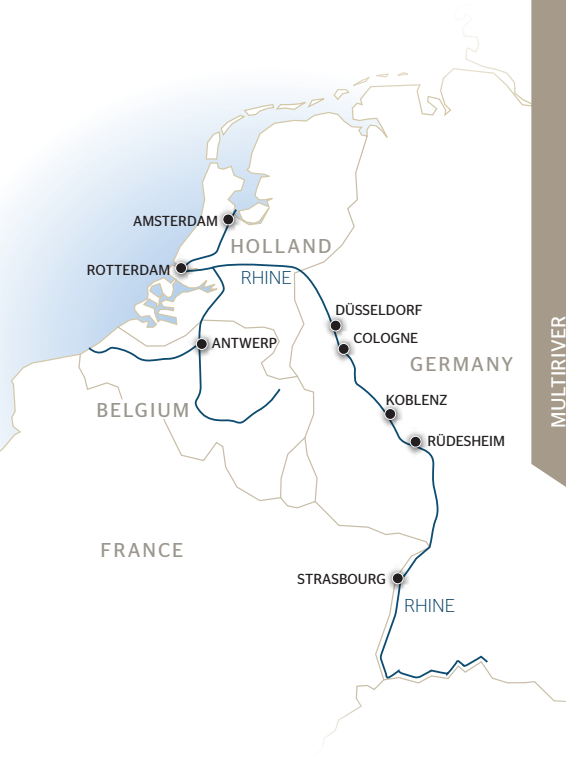 AMSTERDAM
HOLLAND
ROTTERDAM
RHINE
DÜSSELDORF
COLOGNE
ANTWERP
GERMANY
MULTIRIVER
KOBLENZ
BELGIUM
RÜDESHEIM
FRANCE
STRASBOURG
RHINE